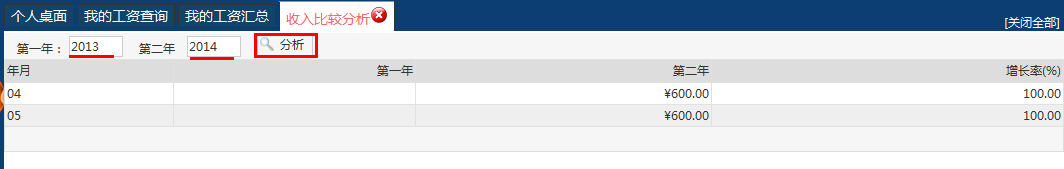 个人桌面 我的工资查询 我的工资汇总 收入比较分析 [关闭全部]
第一年： 2013 第二年 2014 分析
年月 第一年 第二年 增长率(%)
04 ¥600.00 100.00
05 ¥600.00 100.00